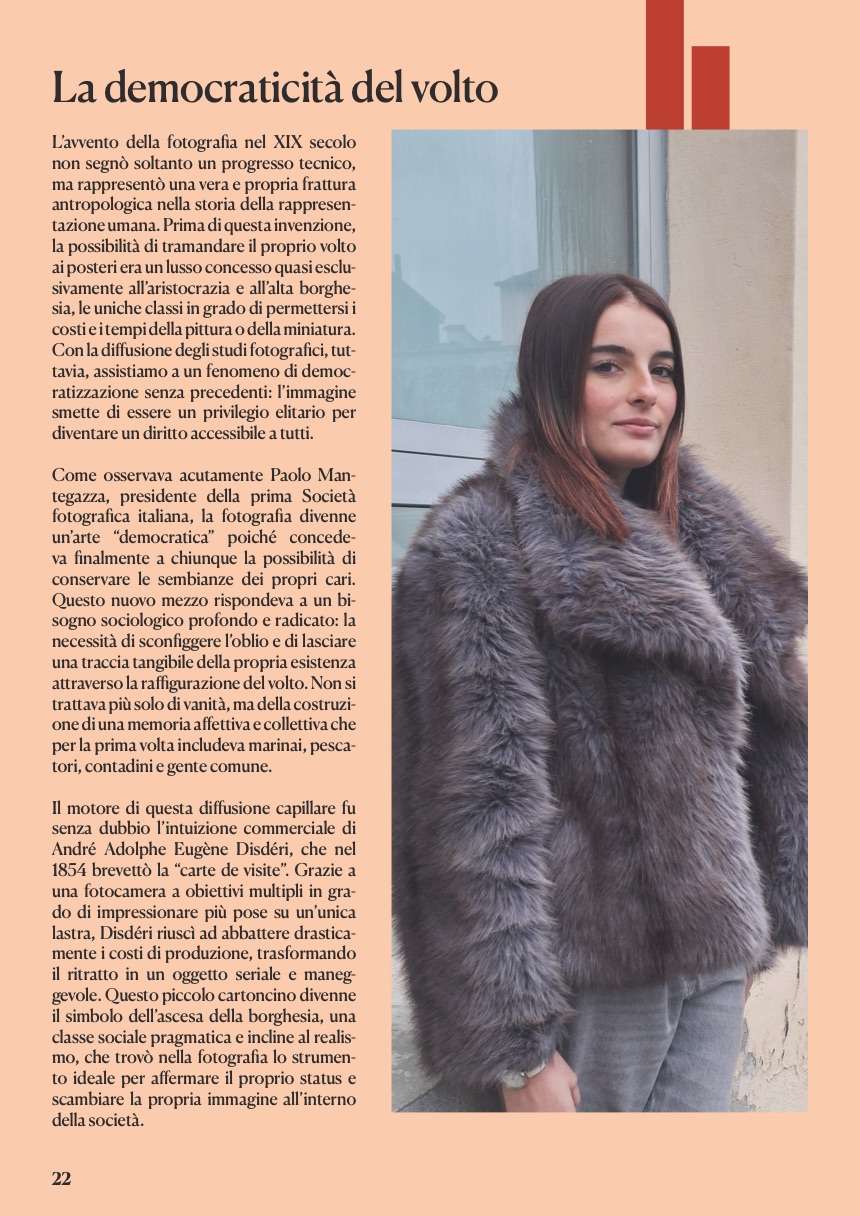 La democraticità del volto
L’avvento della fotografia nel XIX secolo
non segnò soltanto un progresso tecnico,
ma rappresentò una vera e propria frattura
antropologica nella storia della rappresen-
tazione umana. Prima di questa invenzione,
la possibilità di tramandare il proprio volto
ai posteri era un lusso concesso quasi esclu-
sivamente all’aristocrazia e all’alta borghe-
sia, le uniche classi in grado di permettersi i
costi e i tempi della pittura o della miniatura.
Con la diffusione degli studi fotografici, tut-
tavia, assistiamo a un fenomeno di democ-
ratizzazione senza precedenti: l’immagine
smette di essere un privilegio elitario per
diventare un diritto accessibile a tutti.
Come osservava acutamente Paolo Man-
tegazza, presidente della prima Società
fotografica italiana, la fotografia divenne
un’arte “democratica” poiché concede-
va finalmente a chiunque la possibilità di
conservare le sembianze dei propri cari.
Questo nuovo mezzo rispondeva a un bi-
sogno sociologico profondo e radicato: la
necessità di sconfiggere l’oblio e di lasciare
una traccia tangibile della propria esistenza
attraverso la raffigurazione del volto. Non si
trattava più solo di vanità, ma della costruzi-
one di una memoria affettiva e collettiva che
per la prima volta includeva marinai, pesca-
tori, contadini e gente comune.
Il motore di questa diffusione capillare fu
senza dubbio l’intuizione commerciale di
André Adolphe Eugène Disdéri, che nel
1854 brevettò la “carte de visite”. Grazie a
una fotocamera a obiettivi multipli in gra-
do di impressionare più pose su un’unica
lastra, Disdéri riuscì ad abbattere drastica-
mente i costi di produzione, trasformando
il ritratto in un oggetto seriale e maneg-
gevole. Questo piccolo cartoncino divenne
il simbolo dell’ascesa della borghesia, una
classe sociale pragmatica e incline al realis-
mo, che trovò nella fotografia lo strumen-
to ideale per affermare il proprio status e
scambiare la propria immagine all’interno
della società.
22